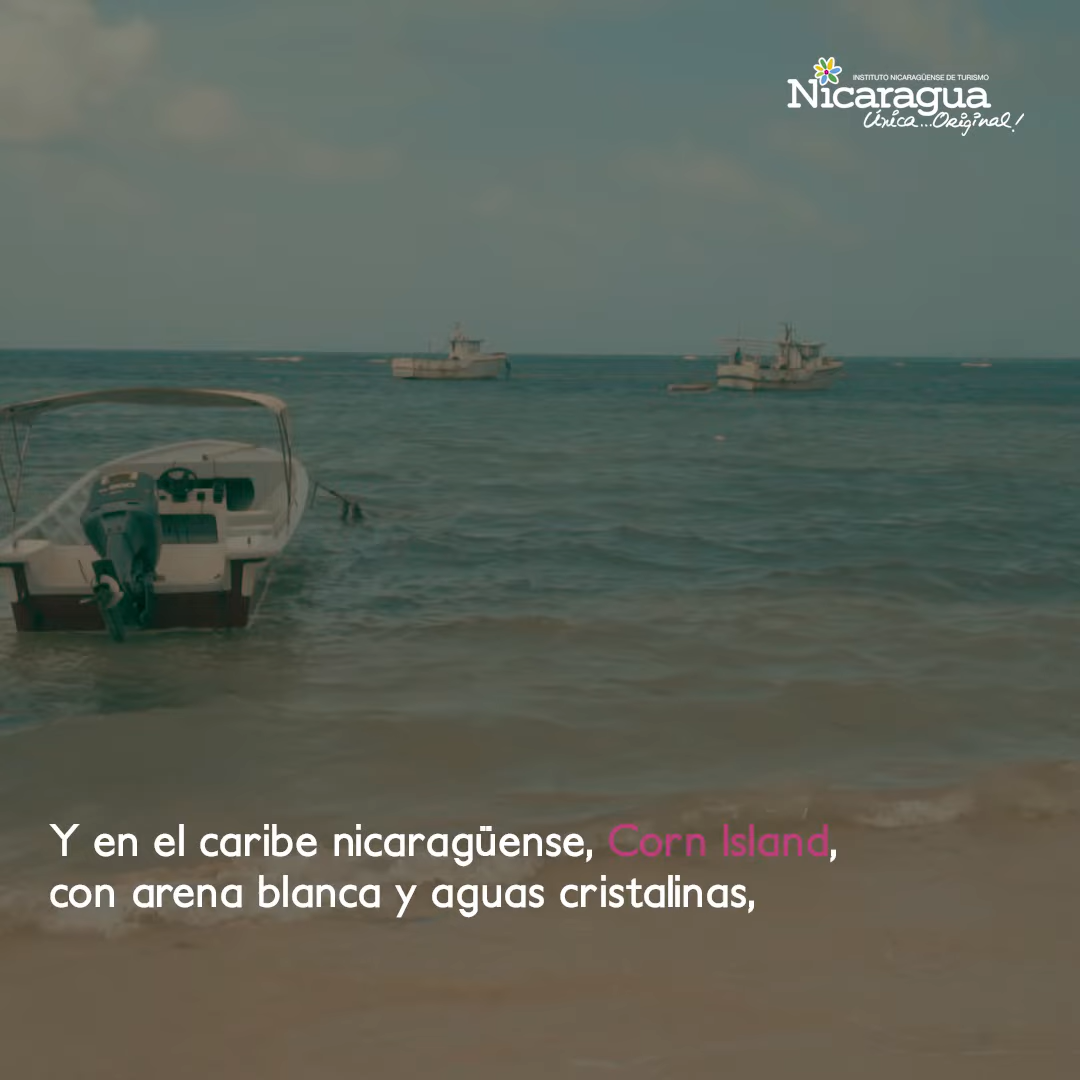 INSTITUTO NICARAGÜENSE DE TURISMO
Nicaragua
Única...Original!
Y en el caribe nicaragüense, Corn Island,
con arena blanca y aguas cristalinas,